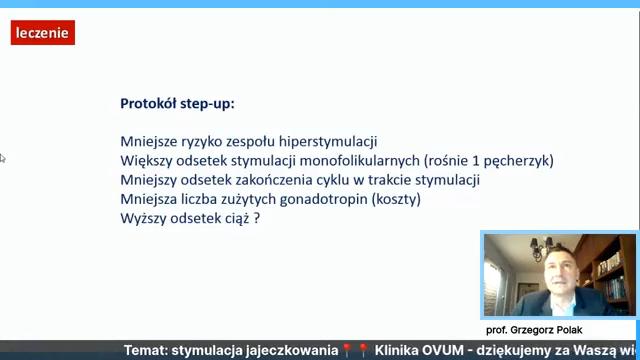 leczenie
Protokół step-up:
Mniejsze ryzyko zespołu hiperstymulacji
Większy odsetek stymulacji monofolikularnych (rośnie 1 pęcherzyk)
Mniejszy odsetek zakończenia cyklu w trakcie stymulacji
Mniejsza liczba zużytych gonadotropin (koszty)
Wyższy odsetek ciąż ?
prof. Grzegorz Polak
Temat: stymulacja jajeczkowania📍📍 Klinika OVUM - dziękujemy za Waszą wi